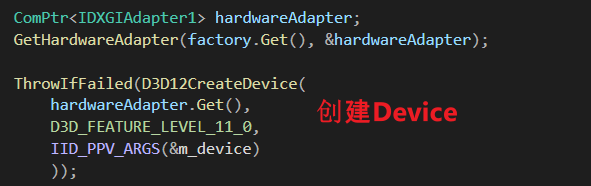 ComPtr<IDXGIAdapter1> hardwareAdapter;
GetHardwareAdapter(factory.Get(), &hardwareAdapter);
ThrowIfFailed(D3D12CreateDevice(
hardwareAdapter.Get(),
D3D_FEATURE_LEVEL_11_0,
IID_PPV_ARGS(&m_device)
));
创建Device